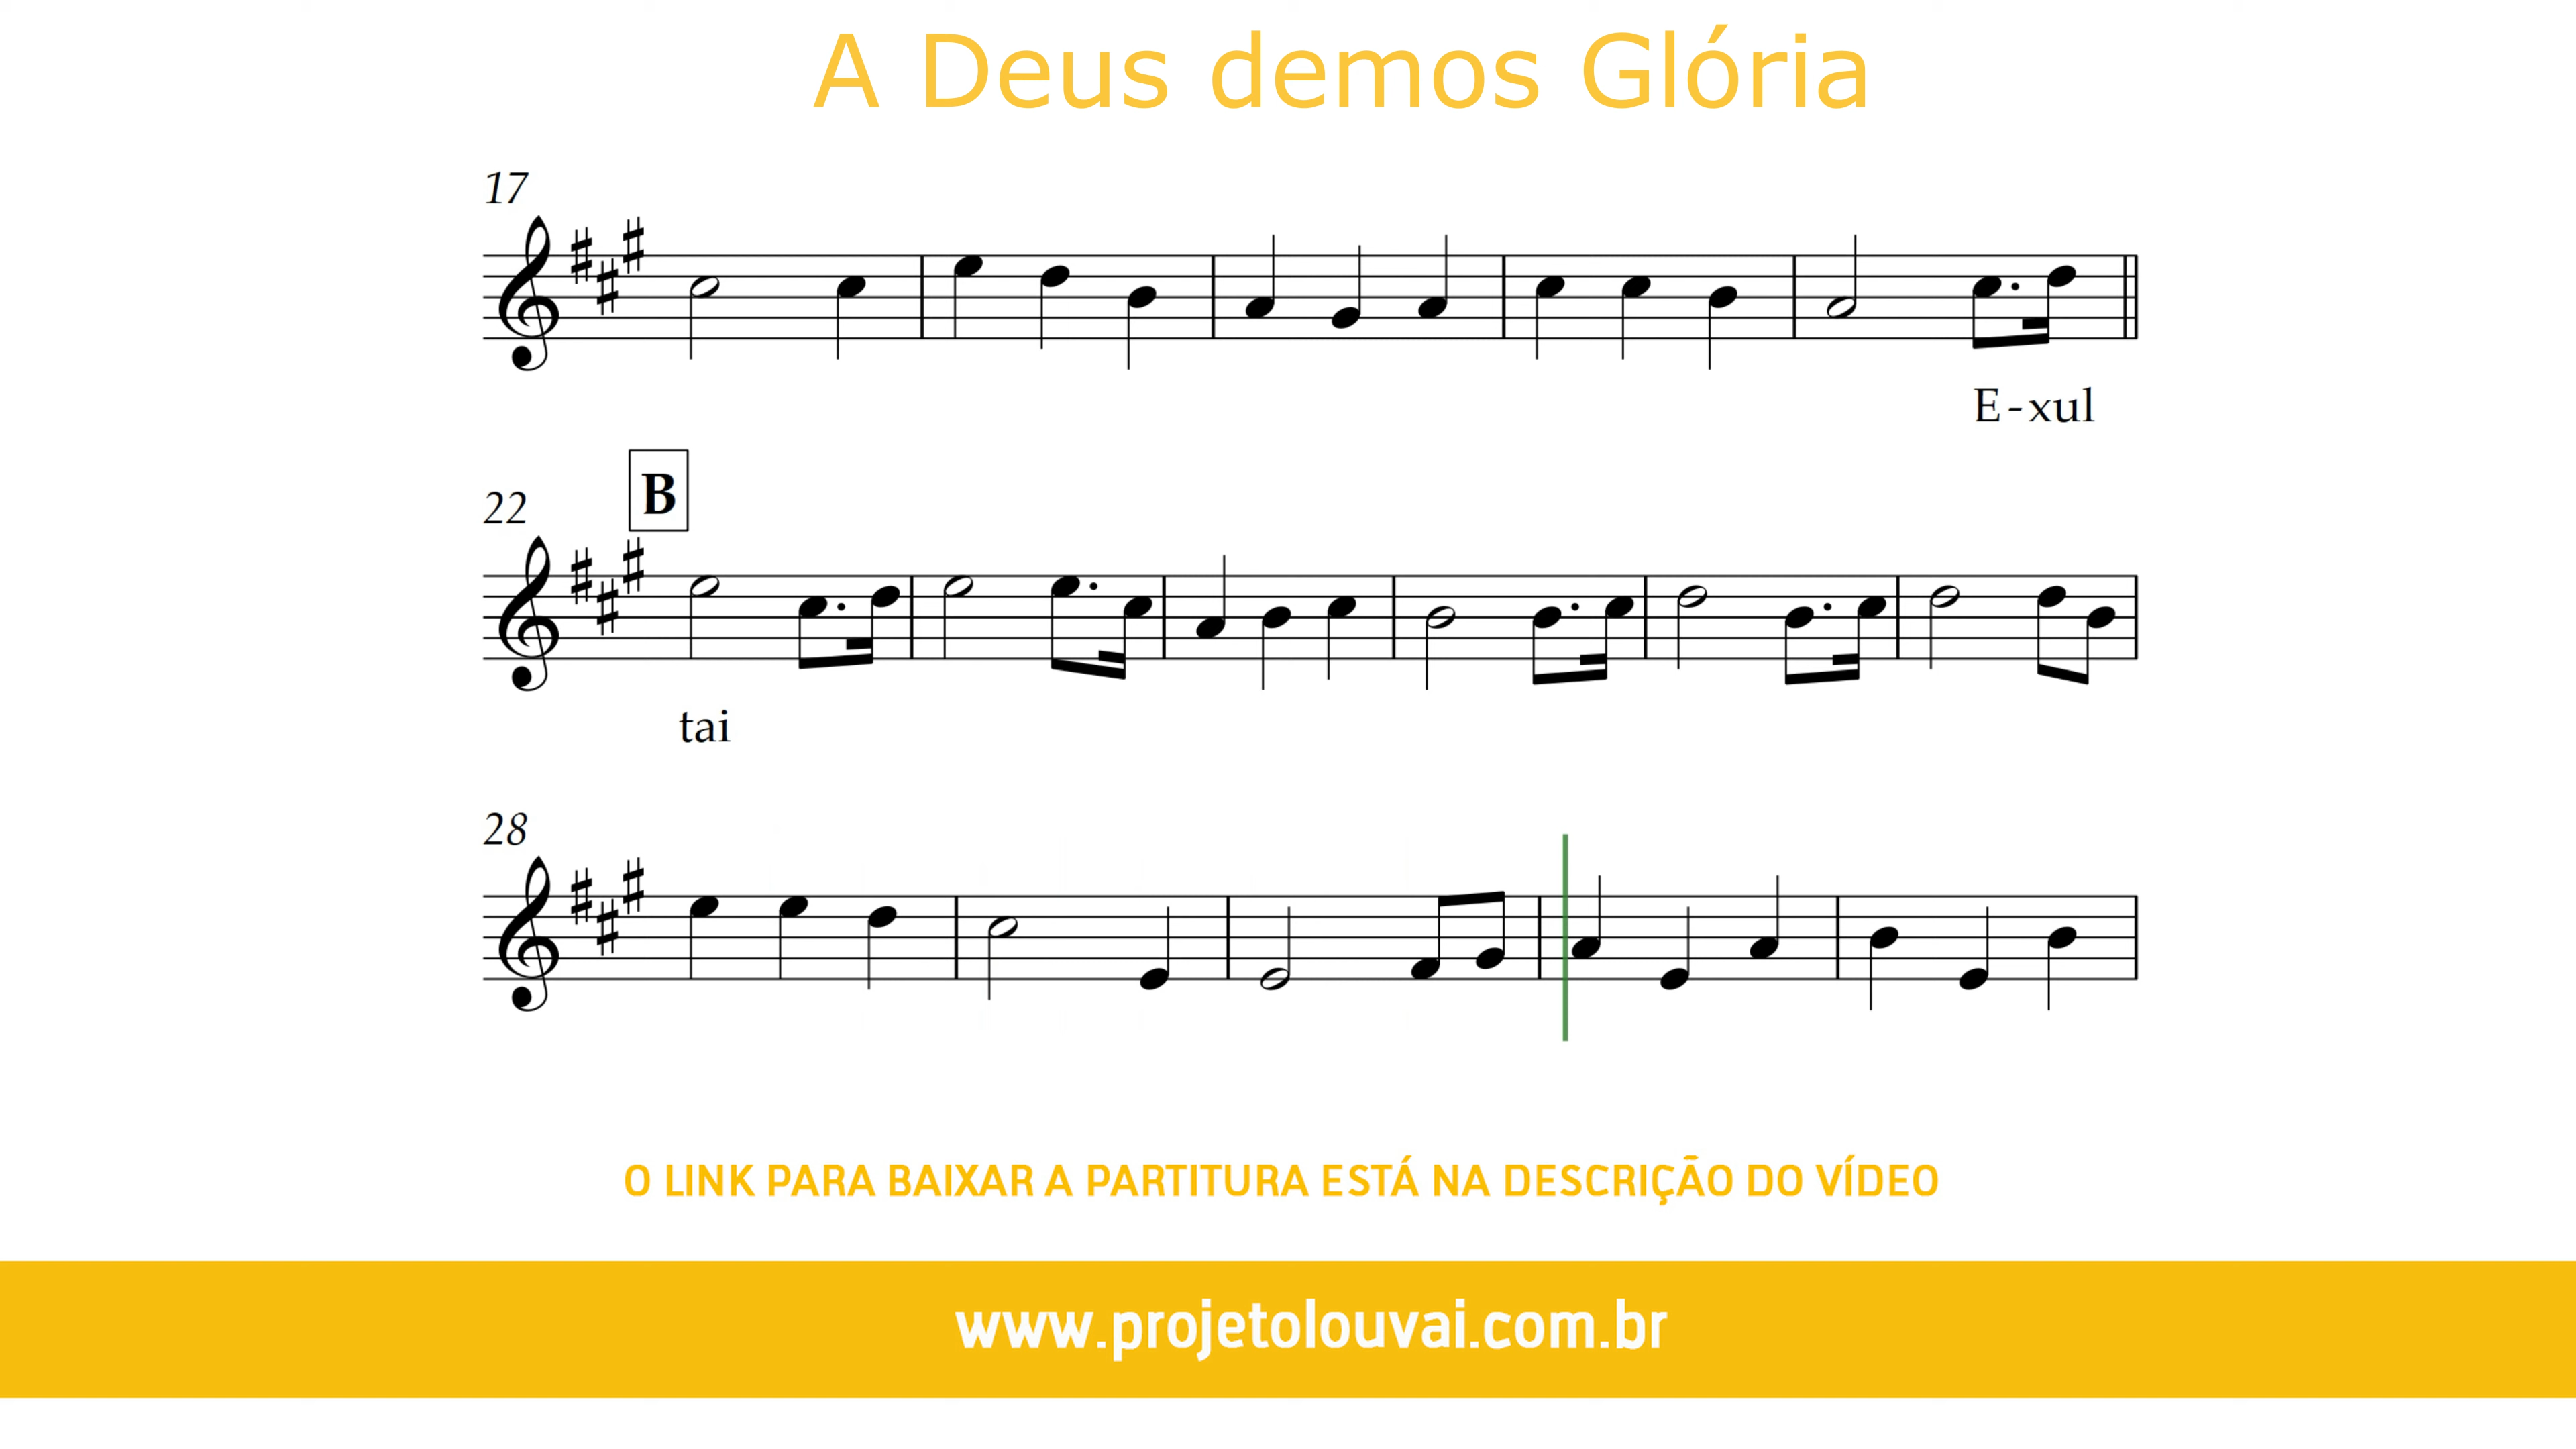 A Deus demos Glória
17
E-xul
B
22
tai
28
O LINK PARA BAIXAR A PARTITURA ESTÁ NA DESCRIÇÃO DO VÍDEO
www.projetolouvai.com.br